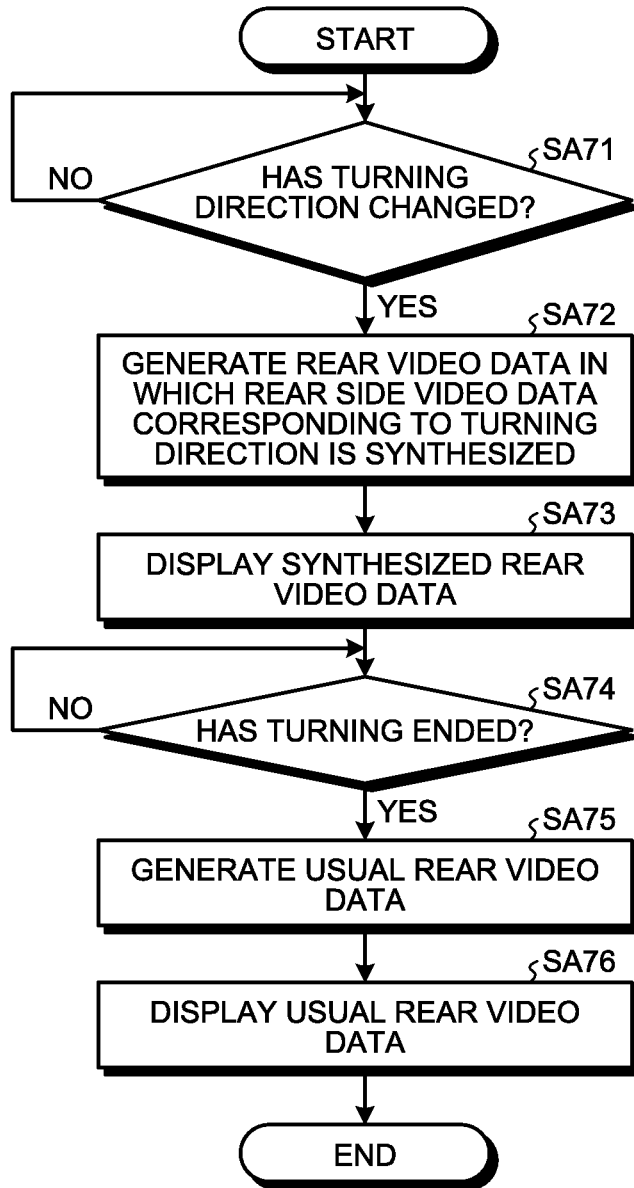 START
SA71
HAS TURNING
DIRECTION CHANGED?
NO
YES
SA72
GENERATE REAR VIDEO DATA IN
WHICH REAR SIDE VIDEO DATA
CORRESPONDING TO TURNING
DIRECTION IS SYNTHESIZED
SA73
DISPLAY SYNTHESIZED REAR
VIDEO DATA
SA74
NO
HAS TURNING ENDED?
YES
SA75
GENERATE USUAL REAR VIDEO
DATA
SA76
DISPLAY USUAL REAR VIDEO
DATA
END